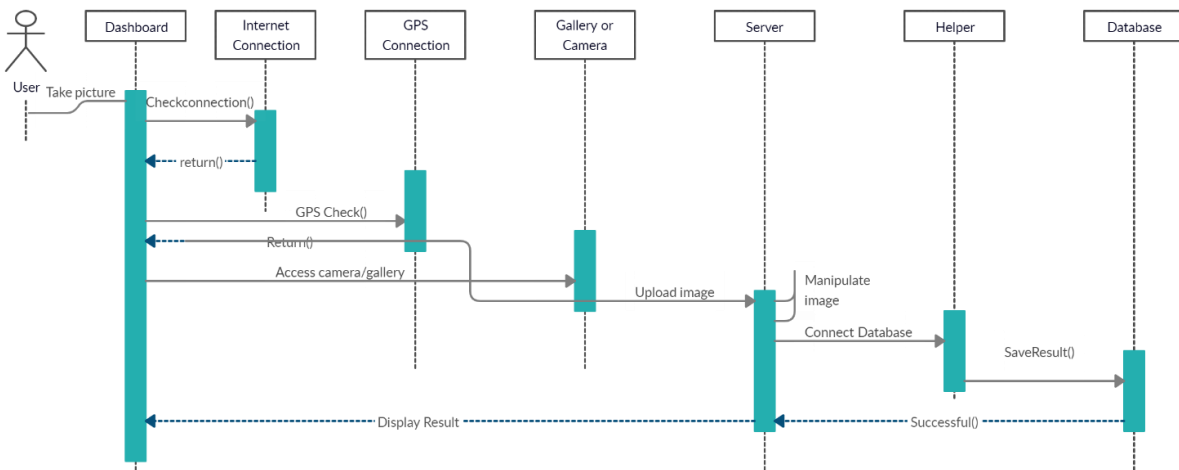 Dashboard
Internet
Connection
GPS
Connection
Gallery or
Camera
Server
Helper
Database
User
Take picture
Checkconnection()
return()
GPS Check()
Return()
Access camera/gallery
Upload image
Manipulate
image
Connect Database
SaveResult()
Display Result
Successful()